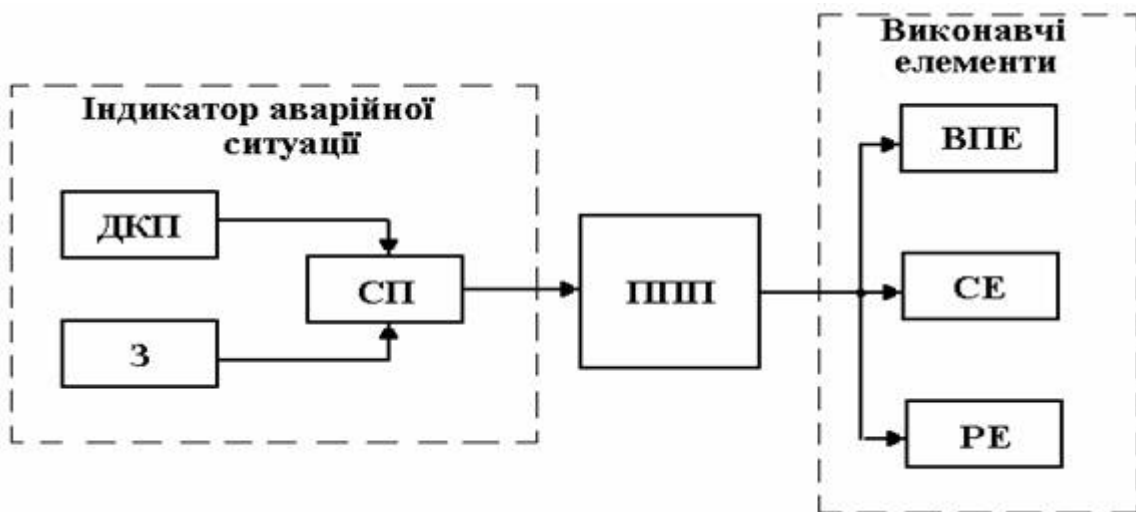 Виконавчі
елементи
Індикатор аварійної
ситуації
ВПЕ
ДКП
СП
ППП
СЕ
З
РЕ